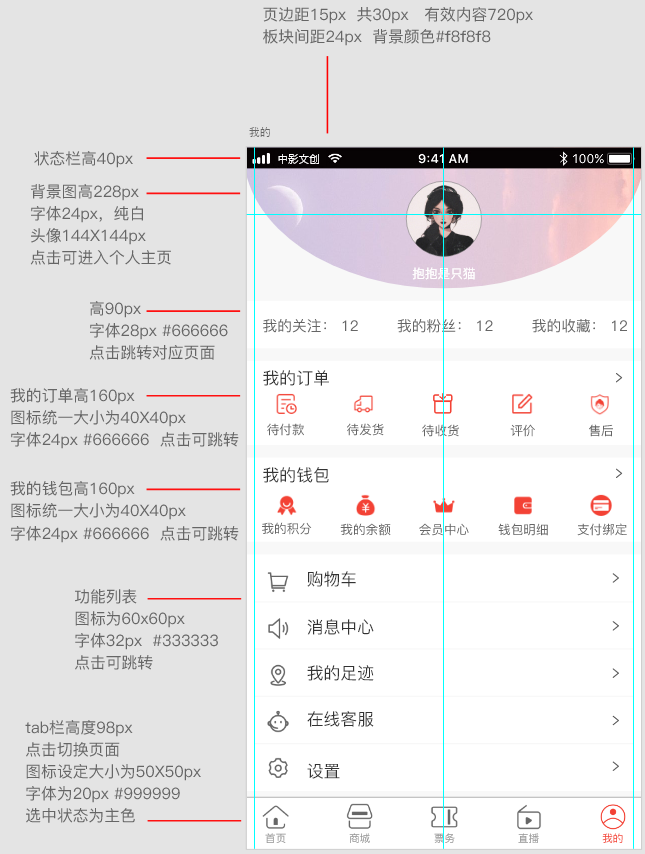 页边距15px 共30px 有效内容720px
板块间距24px 背景颜色#f8f8f8
我的
状态栏高40px
中影文创 9:41 AM 100%
背景图高228px
字体24px，纯白
头像144X144px
点击可进入个人主页
抱抱是只猫
高90px
字体28px #666666
点击跳转对应页面
我的关注： 12 我的粉丝： 12 我的收藏： 12
我的订单高160px
图标统一大小为40X40px
字体24px #666666 点击可跳转
我的订单
待付款 待发货 待收货 评价 售后
我的钱包高160px
图标统一大小为40X40px
字体24px #666666 点击可跳转
我的钱包
我的积分 我的余额 会员中心 钱包明细 支付绑定
功能列表
图标为60x60px
字体32px #333333
点击可跳转
购物车
消息中心
我的足迹
在线客服
设置
tab栏高度98px
点击切换页面
图标设定大小为50X50px
字体为20px #999999
选中状态为主色
首页 商城 票务 直播 我的